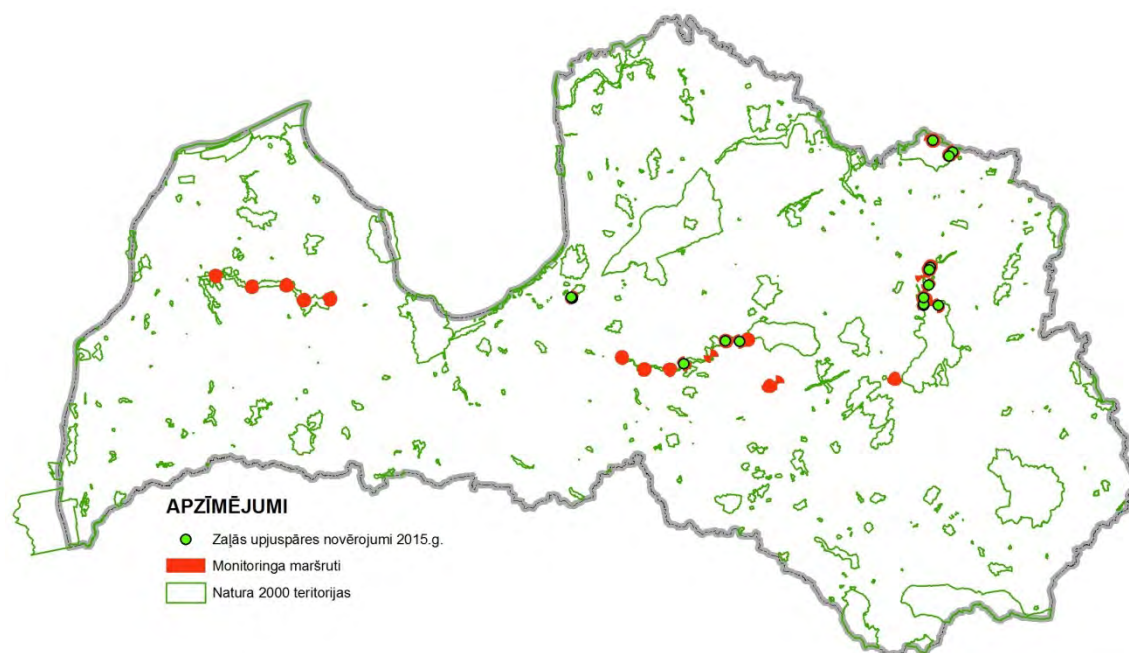 APZĪMĒJUMI
Zaļās upjuspāres novērojumi 2015.g.
Monitoringa maršruti
Natura 2000 teritorijas